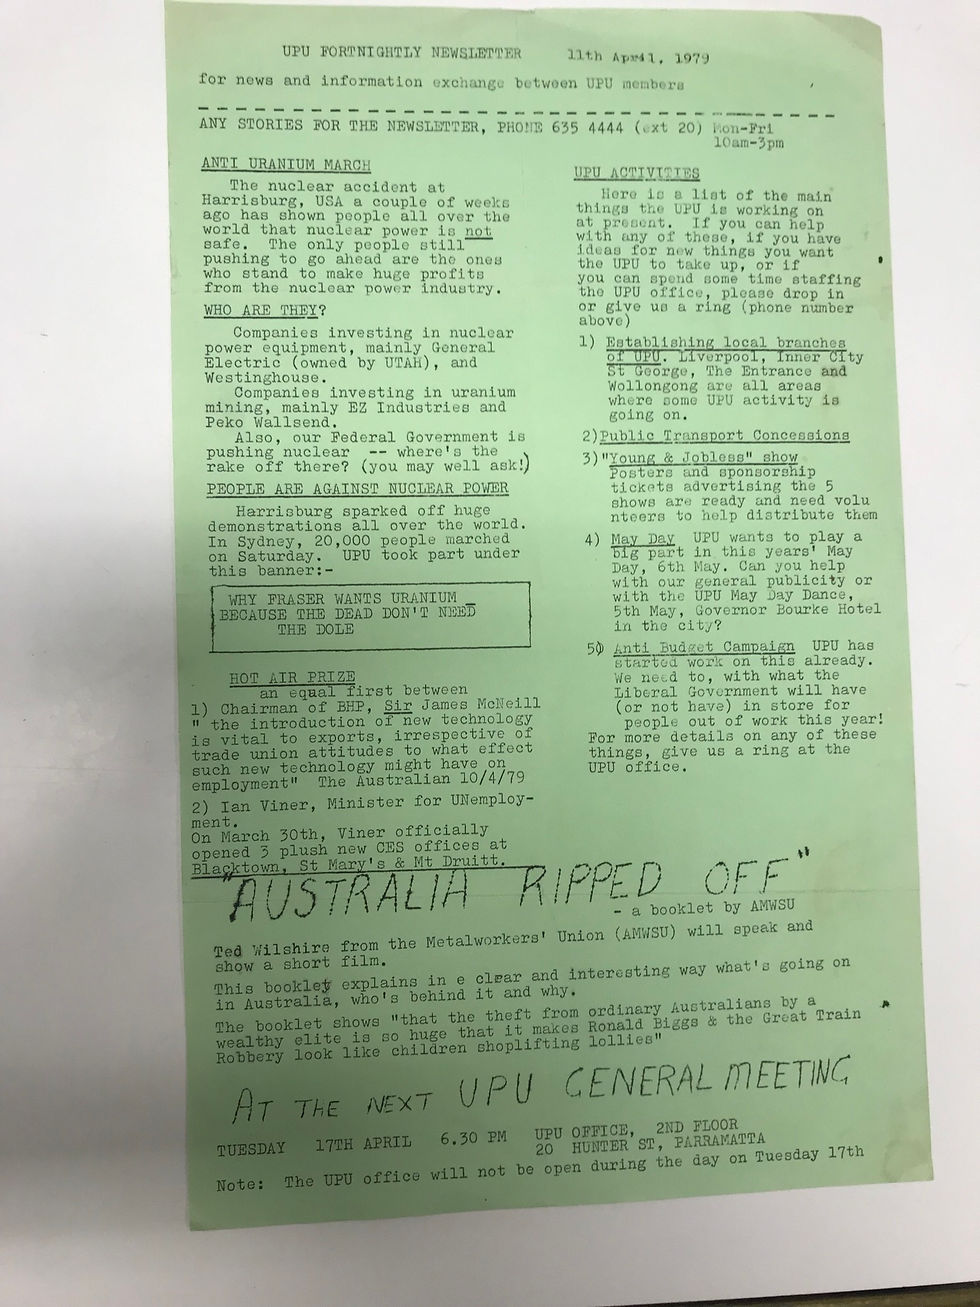 UPU FORTNIGHTLY NEWSLETTER 11th April, 1979
for news and information exchange between UPU members
ANY STORIES FOR THE NEWSLETTER, PHONE 635 4444 (ext 20) Mon-Fri
10am-3pm
ANTI URANIUM MARCH
The nuclear accident at
Harrisburg, USA a couple of weeks
ago has shown people all over the
world that nuclear power is not
safe. The only people still
pushing to go ahead are the ones
who stand to make huge profits
from the nuclear power industry.
WHO ARE THEY?
Companies investing in nuclear
power equipment, mainly General
Electric (owned by UTAH), and
Westinghouse.
Companies investing in uranium
mining, mainly EZ Industries and
Peko Wallsend.
Also, our Federal Government is
pushing nuclear -- where's the
rake off there? (you may well ask!)
PEOPLE ARE AGAINST NUCLEAR POWER
Harrisburg sparked off huge
demonstrations all over the world.
In Sydney, 20,000 people marched
on Saturday. UPU took part under
this banner:-
WHY FRASER WANTS URANIUM _
BECAUSE THE DEAD DON'T NEED
THE DOLE
HOT AIR PRIZE
an equal first between
1) Chairman of BHP, Sir James McNeill
" the introduction of new technology
is vital to exports, irrespective of
trade union attitudes to what effect
such new technology might have on
employment" The Australian 10/4/79
2) Ian Viner, Minister for UNemploy-
ment.
On March 30th, Viner officially
opened 3 plush new CES offices at
Blacktown, St Mary's & Mt Druitt.
UPU ACTIVITIES
Here is a list of the main
things the UPU is working on
at present. If you can help
with any of these, if you have
ideas for new things you want
the UPU to take up, or if
you can spend some time staffing
the UPU office, please drop in
or give us a ring (phone number
above)
1) Establishing local branches
of UPU. Liverpool, Inner City
St George, The Entrance and
Wollongong are all areas
where some UPU activity is
going on.
2)Public Transport Concessions
3)"Young & Jobless" show
Posters and sponsorship
tickets advertising the 5
shows are ready and need volu
nteers to help distribute them
4) May Day UPU wants to play a
big part in this years' May
Day, 6th May. Can you help
with our general publicity or
with the UPU May Day Dance,
5th May, Governor Bourke Hotel
in the city?
5) Anti Budget Campaign UPU has
started work on this already.
We need to, with what the
Liberal Government will have
(or not have) in store for
people out of work this year!
For more details on any of these
things, give us a ring at the
UPU office.
"AUSTRALIA RIPPED OFF"
- a booklet by AMWSU
Ted Wilshire from the Metalworkers' Union (AMWSU) will speak and
show a short film.
This booklet explains in e clear and interesting way what's going on
in Australia, who's behind it and why.
The booklet shows "that the theft from ordinary Australians by a
wealthy elite is so huge that it makes Ronald Biggs & the Great Train
Robbery look like children shoplifting lollies"
AT THE NEXT UPU GENERAL MEETING
TUESDAY 17TH APRIL 6.30 PM UPU OFFICE, 2ND FLOOR
20 HUNTER ST, PARRAMATTA
Note: The UPU office will not be open during the day on Tuesday 17th